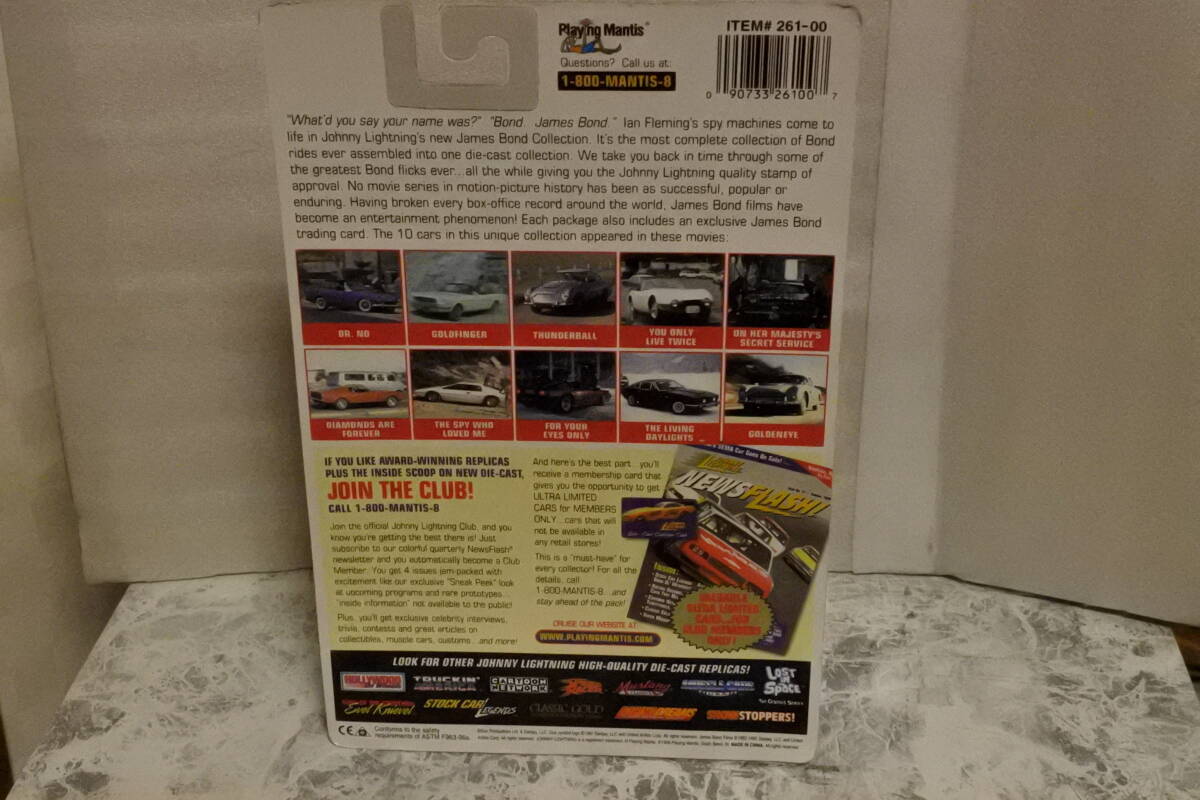 Playing Mantis®
Questions? Call us at:
1-800-MANTIS-8
ITEM# 261-00
0 90733 26100 7
"What'd you say your name was?" "Bond. James Bond." Ian Fleming's spy machines come to
life in Johnny Lightning's new James Bond Collection. It's the most complete collection of Bond
rides ever assembled into one die-cast collection. We take you back in time through some of
the greatest Bond flicks ever...all the while giving you the Johnny Lightning quality stamp of
approval. No movie series in motion-picture history has been as successful, popular or
enduring. Having broken every box-office record around the world, James Bond films have
become an entertainment phenomenon! Each package also includes an exclusive James Bond
trading card. The 10 cars in this unique collection appeared in these movies:
DR. NO
GOLDFINGER
THUNDERBALL
YOU ONLY
LIVE TWICE
ON HER MAJESTY'S
SECRET SERVICE
DIAMONDS ARE
FOREVER
THE SPY WHO
LOVED ME
FOR YOUR
EYES ONLY
THE LIVING
DAYLIGHTS
GOLDENEYE
IF YOU LIKE AWARD-WINNING REPLICAS
PLUS THE INSIDE SCOOP ON NEW DIE-CAST,
JOIN THE CLUB!
CALL 1-800-MANTIS-8
Join the official Johnny Lightning Club, and you
know you're getting the best there is! Just
subscribe to our colorful quarterly NewsFlash®
newsletter and you automatically become a Club
Member. You get 4 issues jam-packed with
excitement like our exclusive "Sneak Peek" look
at upcoming programs and rare prototypes...
"inside information" not available to the public!
Plus, you'll get exclusive celebrity interviews,
trivia, contests and great articles on
collectibles, muscle cars, customs...and more!
And here's the best part...you'll
receive a membership card that
gives you the opportunity to get
ULTRA LIMITED
CARS for MEMBERS
ONLY...cars that will
not be available in
any retail stores!
This is a "must-have" for
every collector! For all the
details, call
1-800-MANTIS-8...and
stay ahead of the pack!
CRUISE OUR WEBSITE AT:
WWW.PLAYINGMANTIS.COM
NEWSFLASH!
LOOK FOR OTHER JOHNNY LIGHTNING HIGH-QUALITY DIE-CAST REPLICAS!
HOLLYWOOD
TRUCKIN' AMERICA
CARTOON NETWORK
RACER
Mustang
LOST IN SPACE
THE CLASSIC SERIES
Evel Knievel
STOCK CAR LEGENDS
CLASSIC GOLD
SHOWSTOPPERS!
CE
Conforms to the safety
requirements of ASTM F963-96a.
MADE IN CHINA.